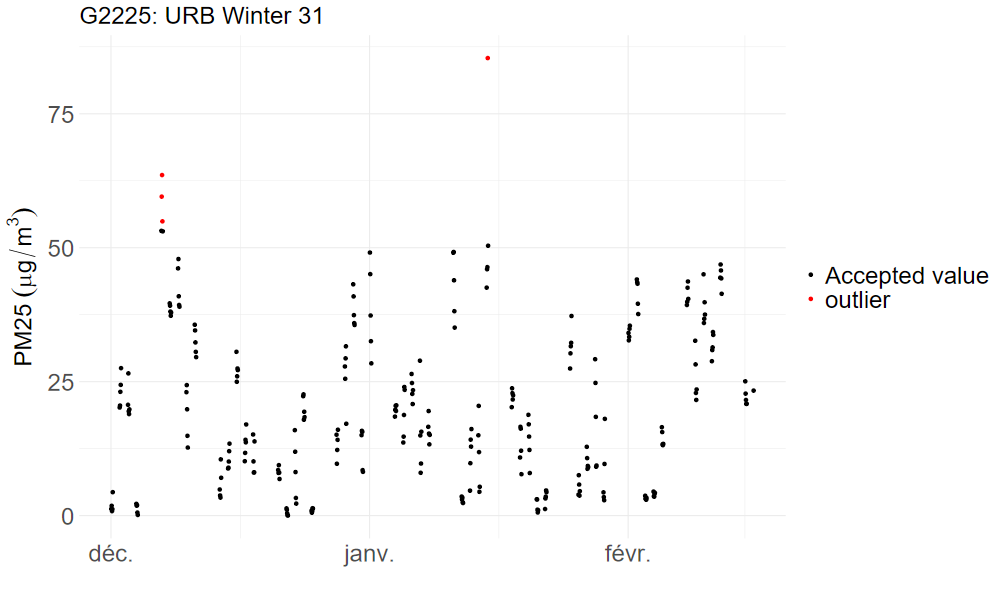 G2225: URB Winter 31
PM25 (µg/m³)
75
50
25
0
déc.
janv.
févr.
Accepted value
outlier